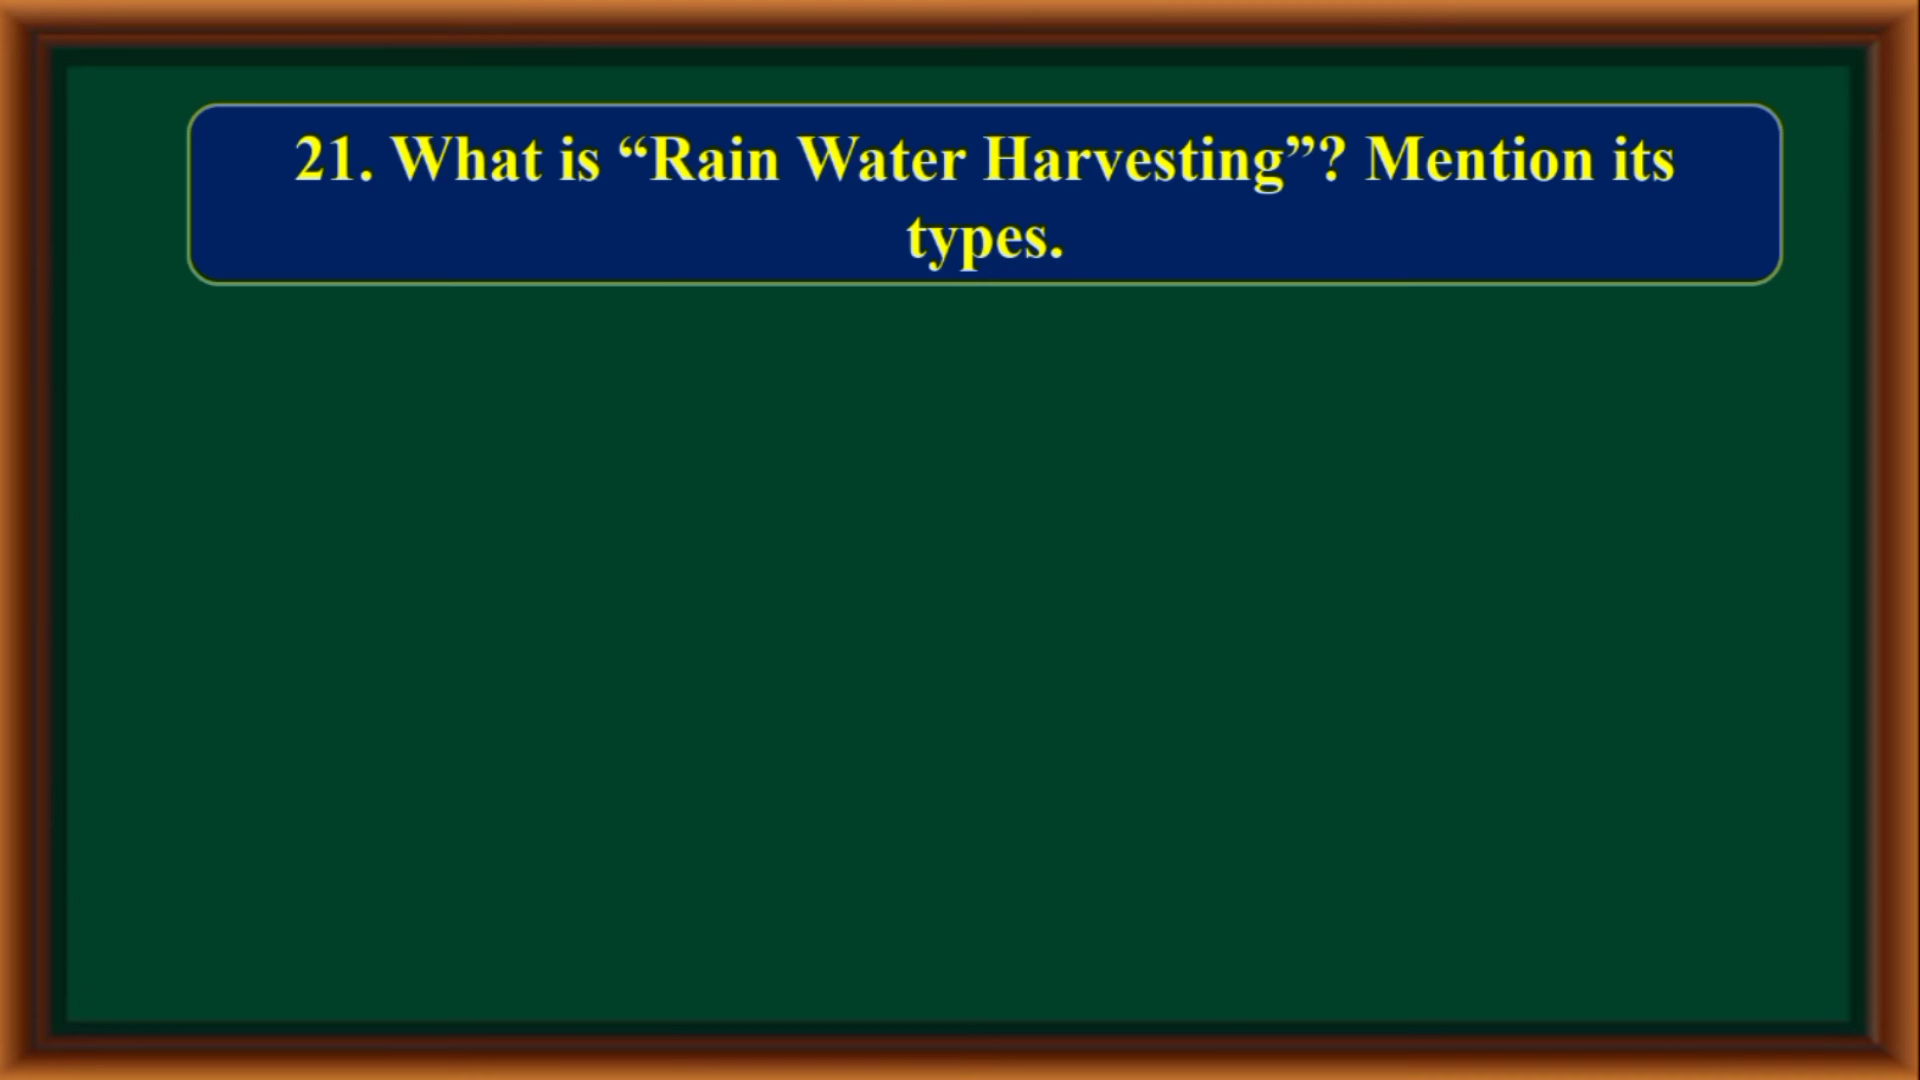 21. What is “Rain Water Harvesting”? Mention its
types.